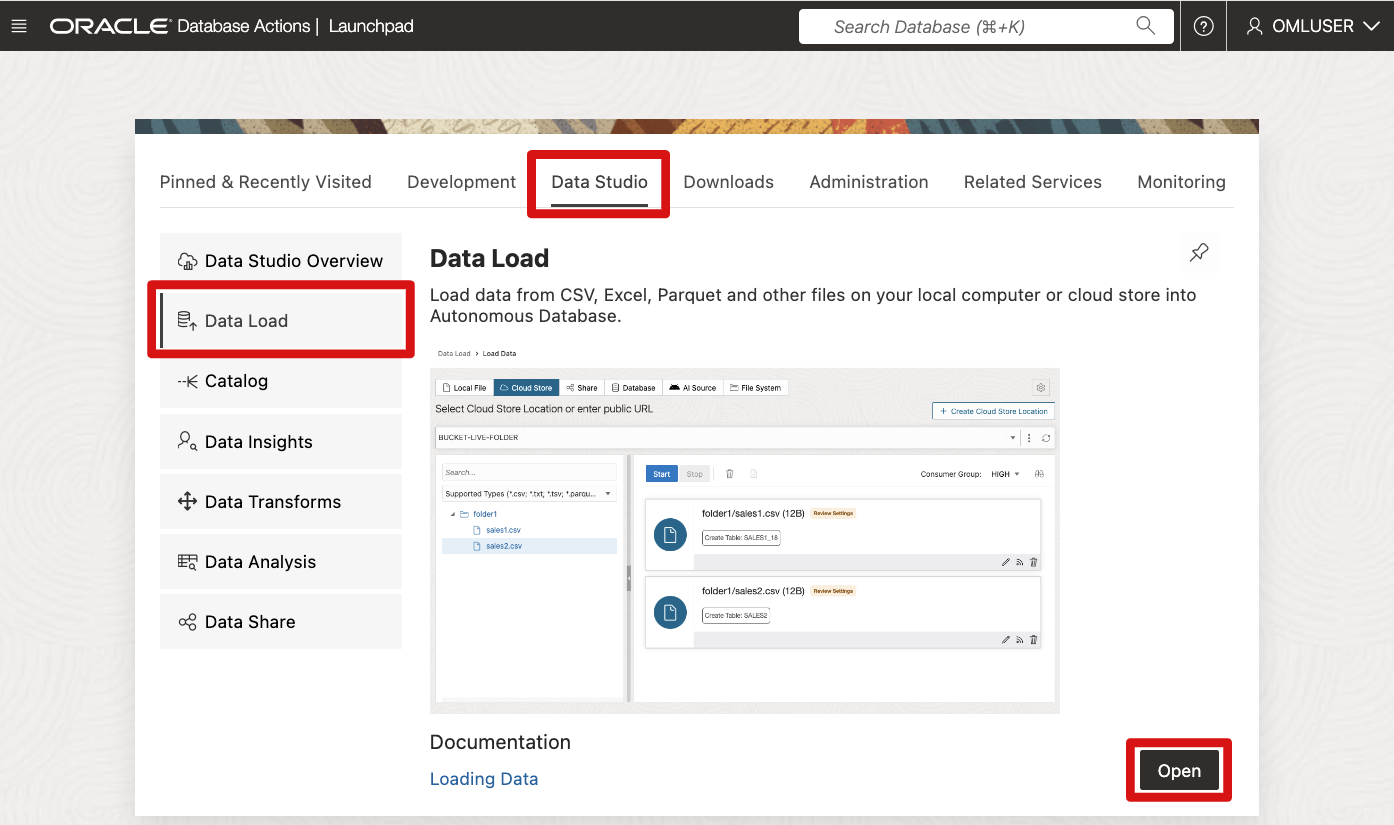 ORACLE Database Actions | Launchpad
Search Database (⌘+K)
OMLUSER
Pinned & Recently Visited
Development
Data Studio
Downloads
Administration
Related Services
Monitoring
Data Studio Overview
Data Load
Catalog
Data Insights
Data Transforms
Data Analysis
Data Share
Data Load
Load data from CSV, Excel, Parquet and other files on your local computer or cloud store into
Autonomous Database.
Data Load > Load Data
Local File
Cloud Store
Share
Database
AI Source
File System
Select Cloud Store Location or enter public URL
+ Create Cloud Store Location
BUCKET-LIVE-FOLDER
Search...
Supported Types (*.csv; *.txt; *.tsv; *.parqu...
folder1
sales1.csv
sales2.csv
Start
Stop
Consumer Group: HIGH
folder1/sales1.csv (12B) Review Settings
Create Table: SALES1_18
folder1/sales2.csv (12B) Review Settings
Create Table: SALES2
Documentation
Loading Data
Open